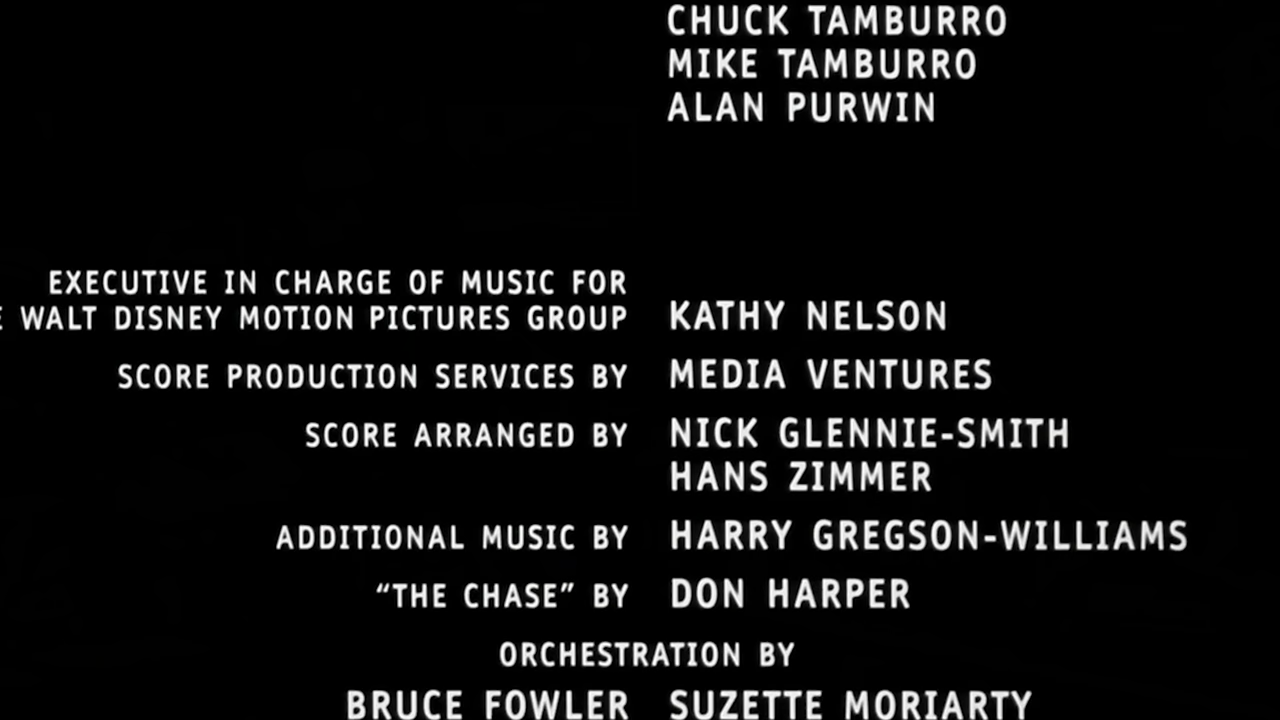 CHUCK TAMBURRO
MIKE TAMBURRO
ALAN PURWIN
EXECUTIVE IN CHARGE OF MUSIC FOR
WALT DISNEY MOTION PICTURES GROUP KATHY NELSON
SCORE PRODUCTION SERVICES BY MEDIA VENTURES
SCORE ARRANGED BY NICK GLENNIE-SMITH
HANS ZIMMER
ADDITIONAL MUSIC BY HARRY GREGSON-WILLIAMS
“THE CHASE” BY DON HARPER
ORCHESTRATION BY
BRUCE FOWLER SUZETTE MORIARTY